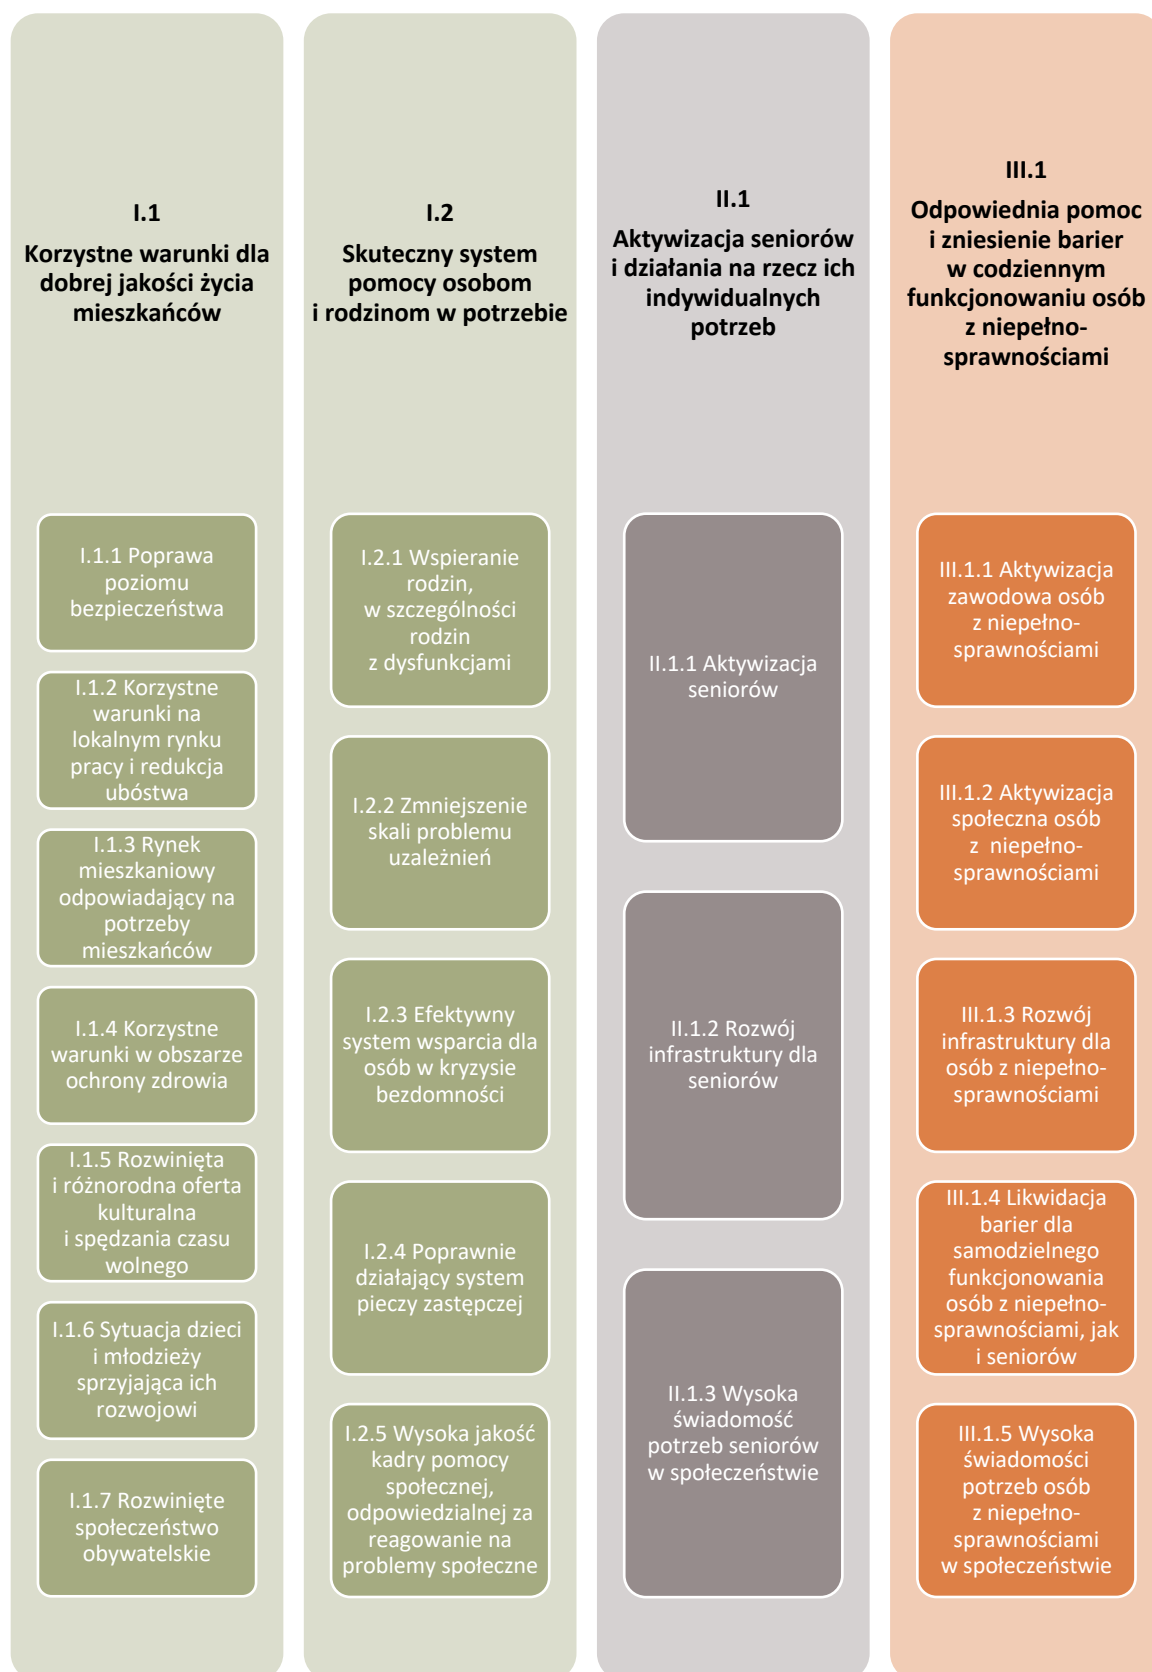 I.1
Korzystne warunki dla
dobrej jakości życia
mieszkańców
I.1.1 Poprawa
poziomu
bezpieczeństwa
I.1.2 Korzystne
warunki na
lokalnym rynku
pracy i redukcja
ubóstwa
I.1.3 Rynek
mieszkaniowy
odpowiadający na
potrzeby
mieszkańców
I.1.4 Korzystne
warunki w obszarze
ochrony zdrowia
I.1.5 Rozwinięta
i różnorodna oferta
kulturalna
i spędzania czasu
wolnego
I.1.6 Sytuacja dzieci
i młodzieży
sprzyjająca ich
rozwojowi
I.1.7 Rozwinięte
społeczeństwo
obywatelskie
I.2
Skuteczny system
pomocy osobom
i rodzinom w potrzebie
I.2.1 Wspieranie
rodzin,
w szczególności
rodzin
z dysfunkcjami
I.2.2 Zmniejszenie
skali problemu
uzależnień
I.2.3 Efektywny
system wsparcia dla
osób w kryzysie
bezdomności
I.2.4 Poprawnie
działający system
pieczy zastępczej
I.2.5 Wysoka jakość
kadry pomocy
społecznej,
odpowiedzialnej za
reagowanie na
problemy społeczne
II.1
Aktywizacja seniorów
i działania na rzecz ich
indywidualnych
potrzeb
II.1.1 Aktywizacja
seniorów
II.1.2 Rozwój
infrastruktury dla
seniorów
II.1.3 Wysoka
świadomość
potrzeb seniorów
w społeczeństwie
III.1
Odpowiednia pomoc
i zniesienie barier
w codziennym
funkcjonowaniu osób
z niepełno-
sprawnościami
III.1.1 Aktywizacja
zawodowa osób
z niepełno-
sprawnościami
III.1.2 Aktywizacja
społeczna osób
z  niepełno-
sprawnościami
III.1.3 Rozwój
infrastruktury dla
osób z niepełno-
sprawnościami
III.1.4 Likwidacja
barier dla
samodzielnego
funkcjonowania
osób z niepełno-
sprawnościami, jak
i seniorów
III.1.5 Wysoka
świadomości
potrzeb osób
z niepełno-
sprawnościami
w społeczeństwie